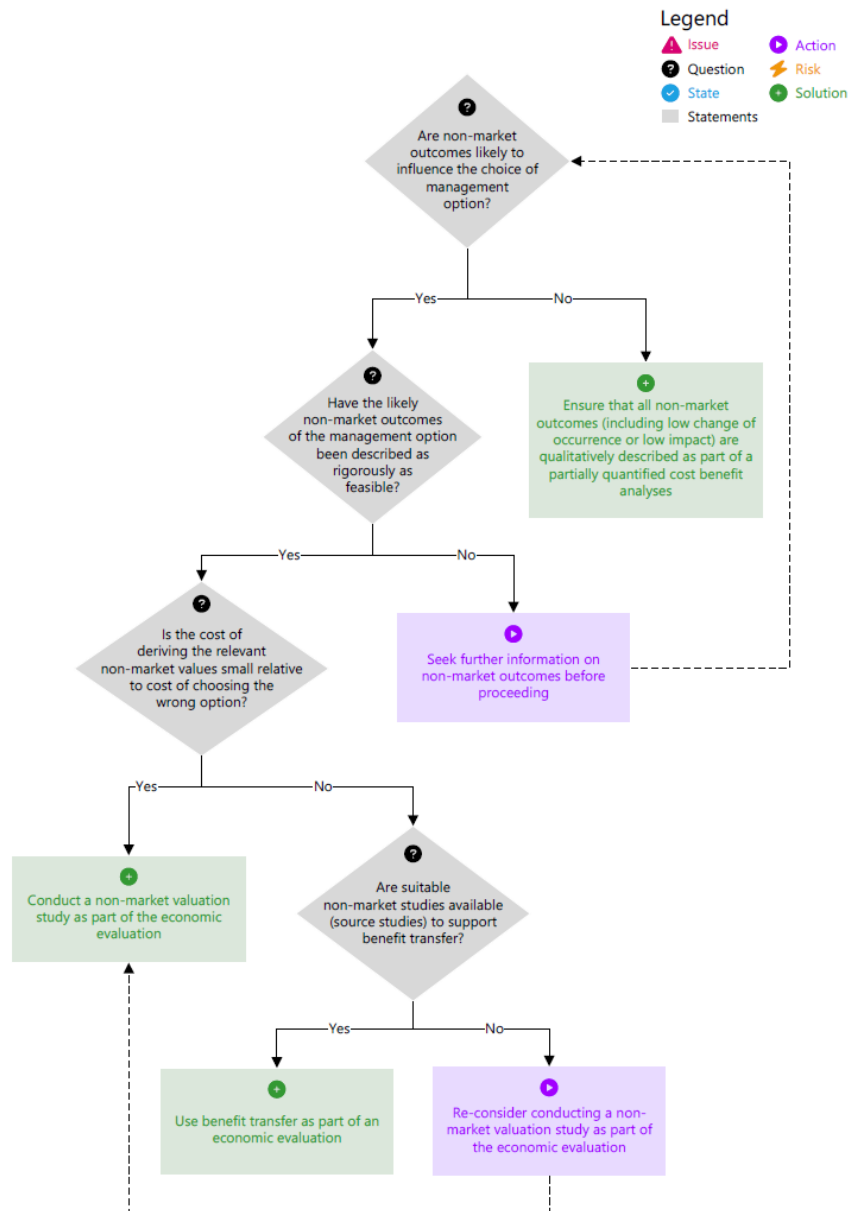 Legend
Issue
Action
Question
Risk
State
Solution
Statements
Are non-market
outcomes likely to
influence the choice of
management
option?
Yes
No
Have the likely
non-market outcomes
of the management option
been described as
rigorously as
feasible?
Ensure that all non-market
outcomes (including low change of
occurrence or low impact) are
qualitatively described as part of a
partially quantified cost benefit
analyses
Yes
No
Is the cost of
deriving the relevant
non-market values small relative
to cost of choosing the
wrong option?
Seek further information on
non-market outcomes before
proceeding
Yes
No
Conduct a non-market valuation
study as part of the economic
evaluation
Are suitable
non-market studies available
(source studies) to support
benefit transfer?
Yes
No
Use benefit transfer as part of an
economic evaluation
Re-consider conducting a non-
market valuation study as part of
the economic evaluation